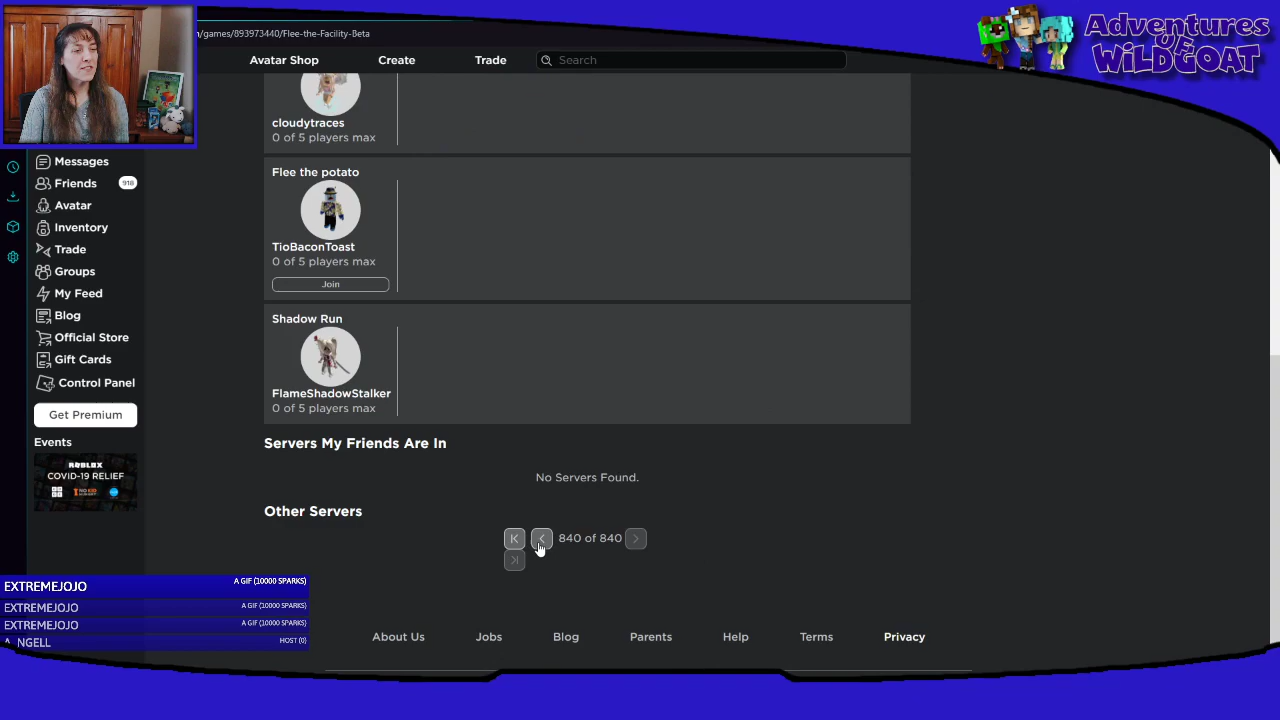 n/games/893973440/Flee-the-Facility-Beta
Adventures
OF
WILDGOAT
Avatar Shop
Create
Trade
Search
Messages
Friends
918
Avatar
Inventory
Trade
Groups
My Feed
Blog
Official Store
Gift Cards
Control Panel
Get Premium
Events
ROBLOX
COVID-19 RELIEF
cloudytraces
0 of 5 players max
Flee the potato
TioBaconToast
0 of 5 players max
Join
Shadow Run
FlameShadowStalker
0 of 5 players max
Servers My Friends Are In
No Servers Found.
Other Servers
840 of 840
EXTREMEJOJO A GIF (10000 SPARKS)
EXTREMEJOJO A GIF (10000 SPARKS)
EXTREMEJOJO A GIF (10000 SPARKS)
A_NGELL HOST (0)
About Us
Jobs
Blog
Parents
Help
Terms
Privacy